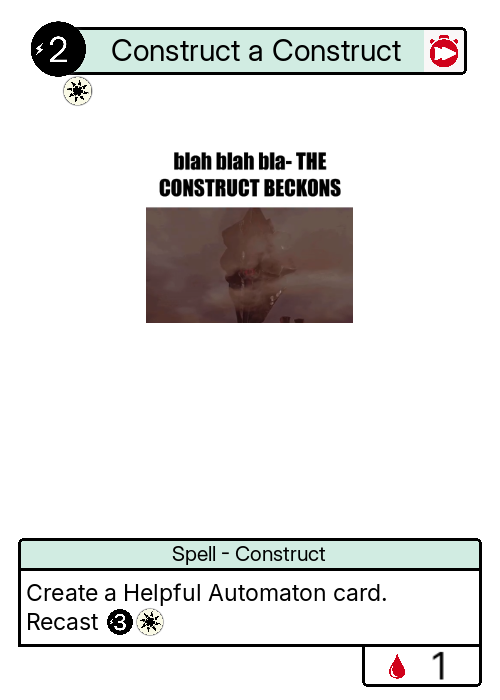 2
Construct a Construct
blah blah bla- THE
CONSTRUCT BECKONS
Spell - Construct
Create a Helpful Automaton card.
Recast 3
1